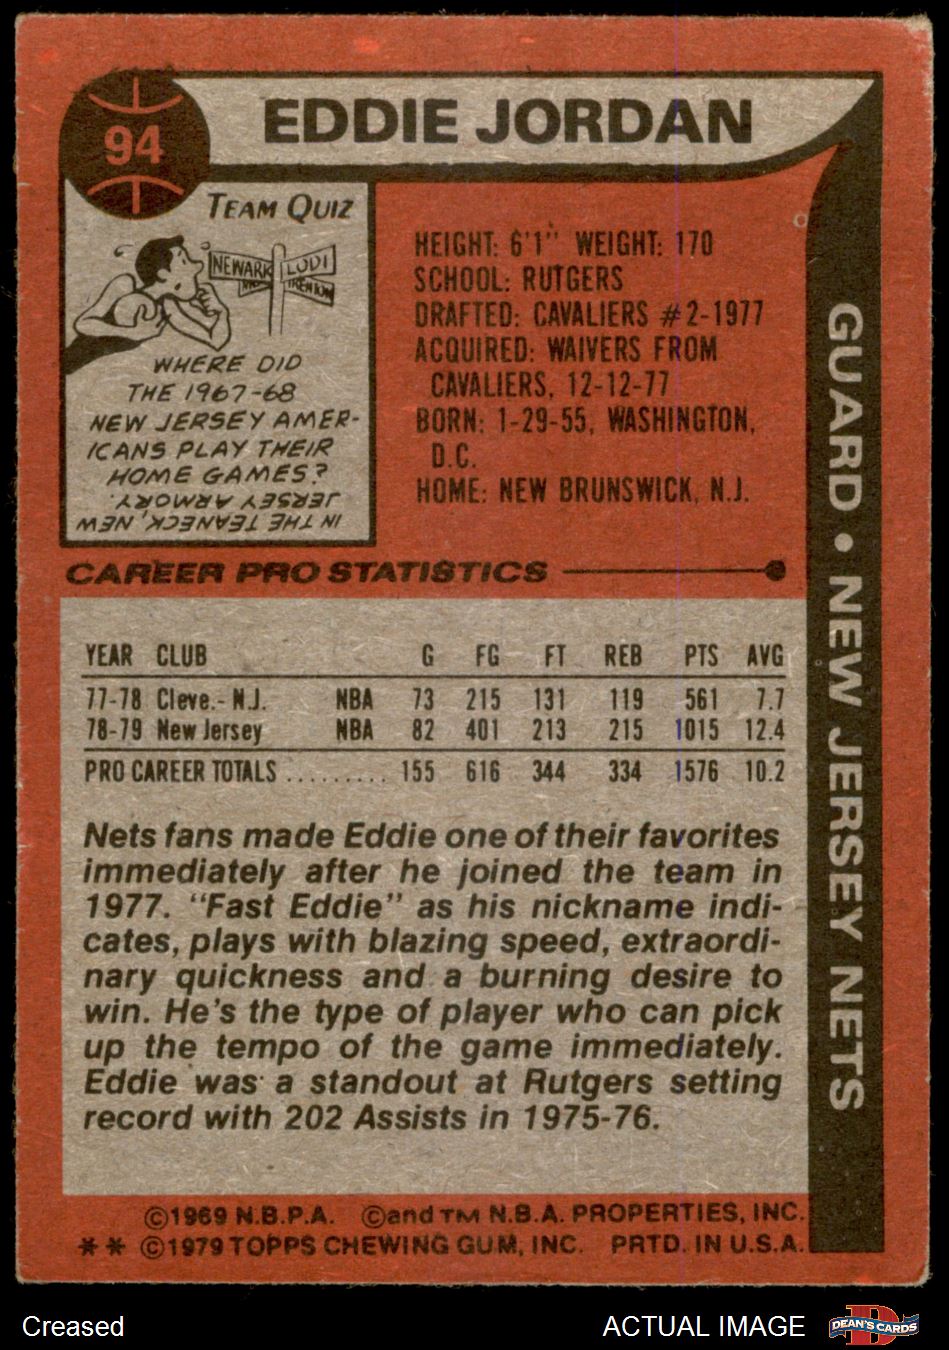 94
EDDIE JORDAN
TEAM QUIZ
NEWARK
LODI
TRENTON
WHERE DID
THE 1967-68
NEW JERSEY AMER-
ICANS PLAY THEIR
HOME GAMES?
IN THE TEANECK, NEW
JERSEY ARMORY.
HEIGHT: 6'1" WEIGHT: 170
SCHOOL: RUTGERS
DRAFTED: CAVALIERS #2-1977
ACQUIRED: WAIVERS FROM
CAVALIERS, 12-12-77
BORN: 1-29-55, WASHINGTON,
D.C.
HOME: NEW BRUNSWICK, N.J.
GUARD • NEW JERSEY NETS
CAREER PRO STATISTICS
YEAR CLUB G FG FT REB PTS AVG
77-78 Cleve.-N.J. NBA 73 215 131 119 561 7.7
78-79 New Jersey NBA 82 401 213 215 1015 12.4
PRO CAREER TOTALS ......... 155 616 344 334 1576 10.2
Nets fans made Eddie one of their favorites
immediately after he joined the team in
1977. "Fast Eddie" as his nickname indi-
cates, plays with blazing speed, extraordi-
nary quickness and a burning desire to
win. He's the type of player who can pick
up the tempo of the game immediately.
Eddie was a standout at Rutgers setting
record with 202 Assists in 1975-76.
©1969 N.B.P.A. ©and TM N.B.A. PROPERTIES, INC.
** ©1979 TOPPS CHEWING GUM, INC. PRTD. IN U.S.A.
Creased
ACTUAL IMAGE
DEAN'S CARDS